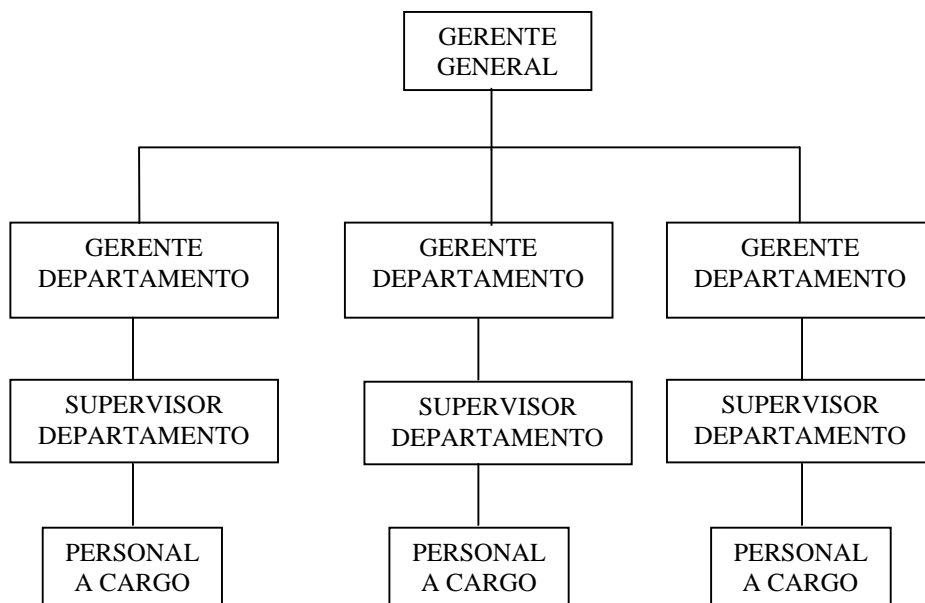 GERENTE
GENERAL
GERENTE
DEPARTAMENTO
GERENTE
DEPARTAMENTO
GERENTE
DEPARTAMENTO
SUPERVISOR
DEPARTAMENTO
SUPERVISOR
DEPARTAMENTO
SUPERVISOR
DEPARTAMENTO
PERSONAL
A CARGO
PERSONAL
A CARGO
PERSONAL
A CARGO